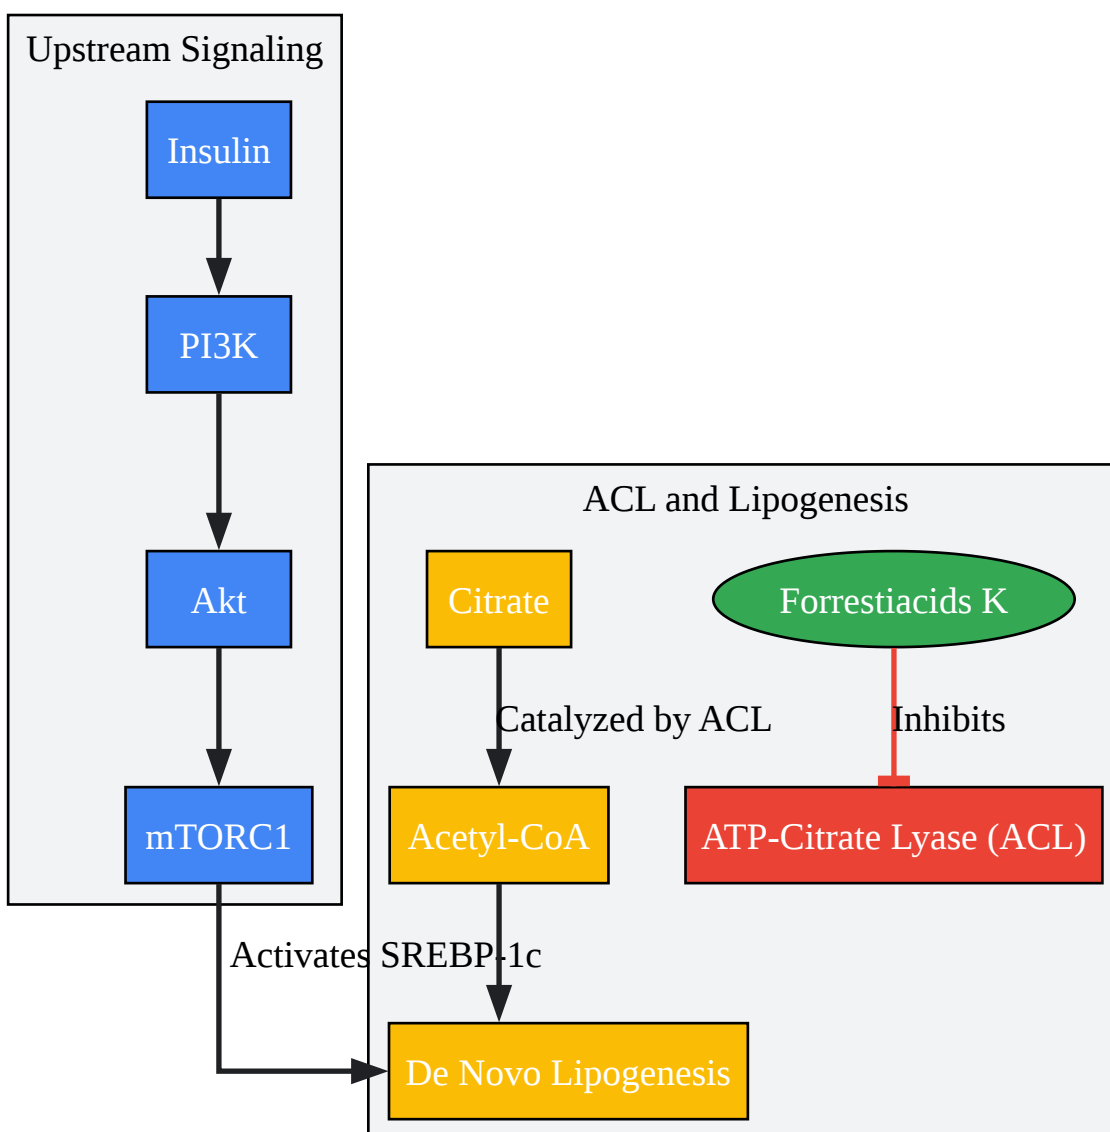 Upstream Signaling
Insulin
PI3K
Akt
mTORC1
Activates SREBP-1c
ACL and Lipogenesis
Citrate
Forrestiacids K
Catalyzed by ACL
Inhibits
Acetyl-CoA
ATP-Citrate Lyase (ACL)
De Novo Lipogenesis